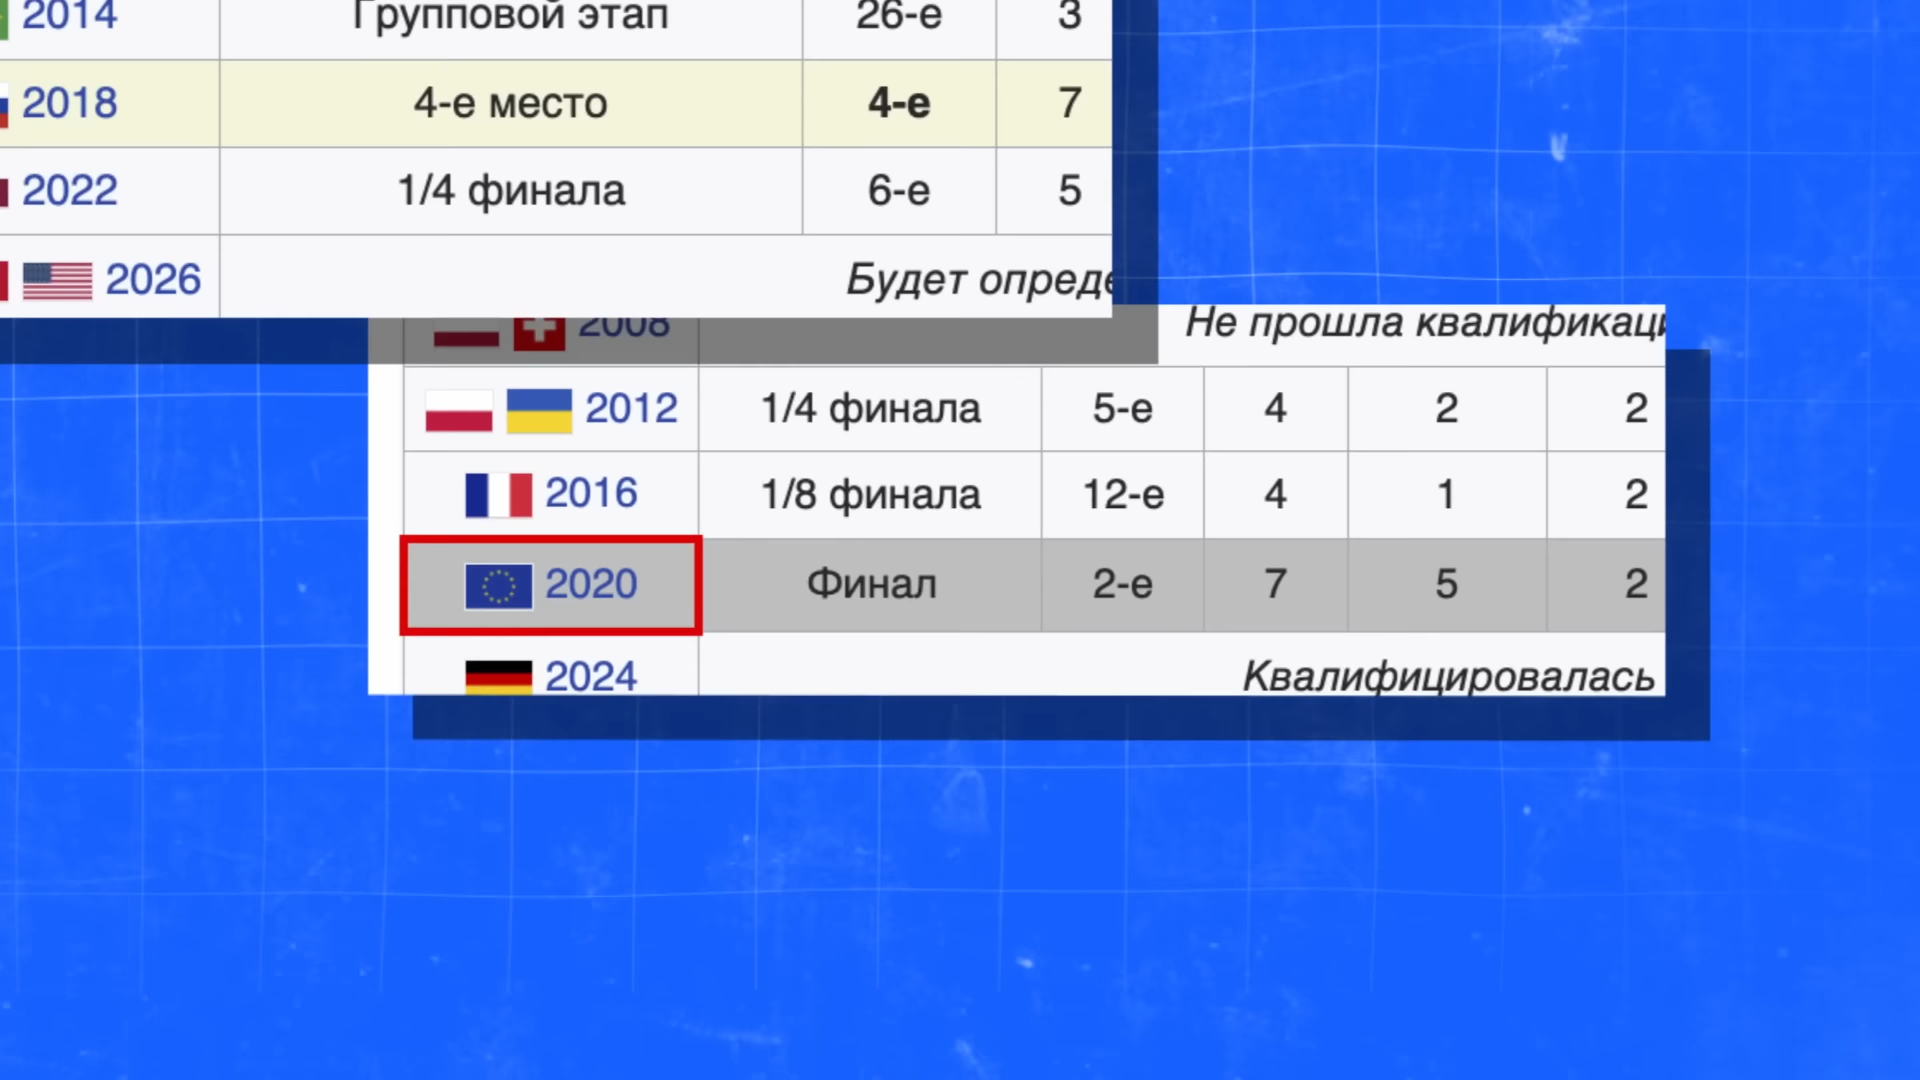 2014 Групповой этап 26-е 3
2018 4-е место 4-е 7
2022 1/4 финала 6-е 5
2026 Будет опреде
2008 Не прошла квалификаци
2012 1/4 финала 5-е 4 2 2
2016 1/8 финала 12-е 4 1 2
2020 Финал 2-е 7 5 2
2024 Квалифицировалась